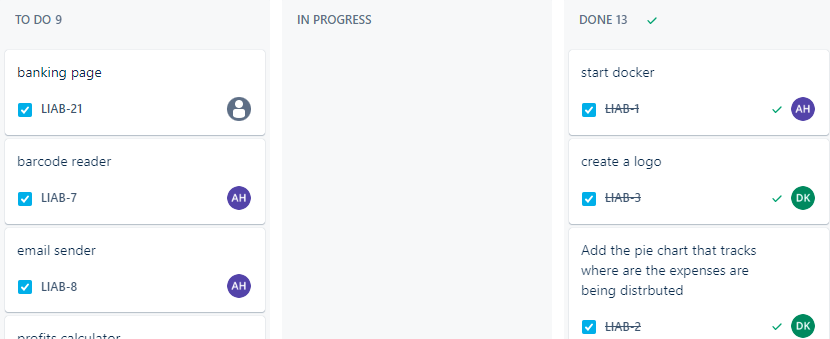 TO DO 9
banking page
LIAB-21
barcode reader
LIAB-7
AH
email sender
LIAB-8
AH
profits calculator
IN PROGRESS
DONE 13
start docker
LIAB-1
AH
create a logo
LIAB-3
DK
Add the pie chart that tracks
where are the expenses are
being distrbuted
LIAB-2
DK